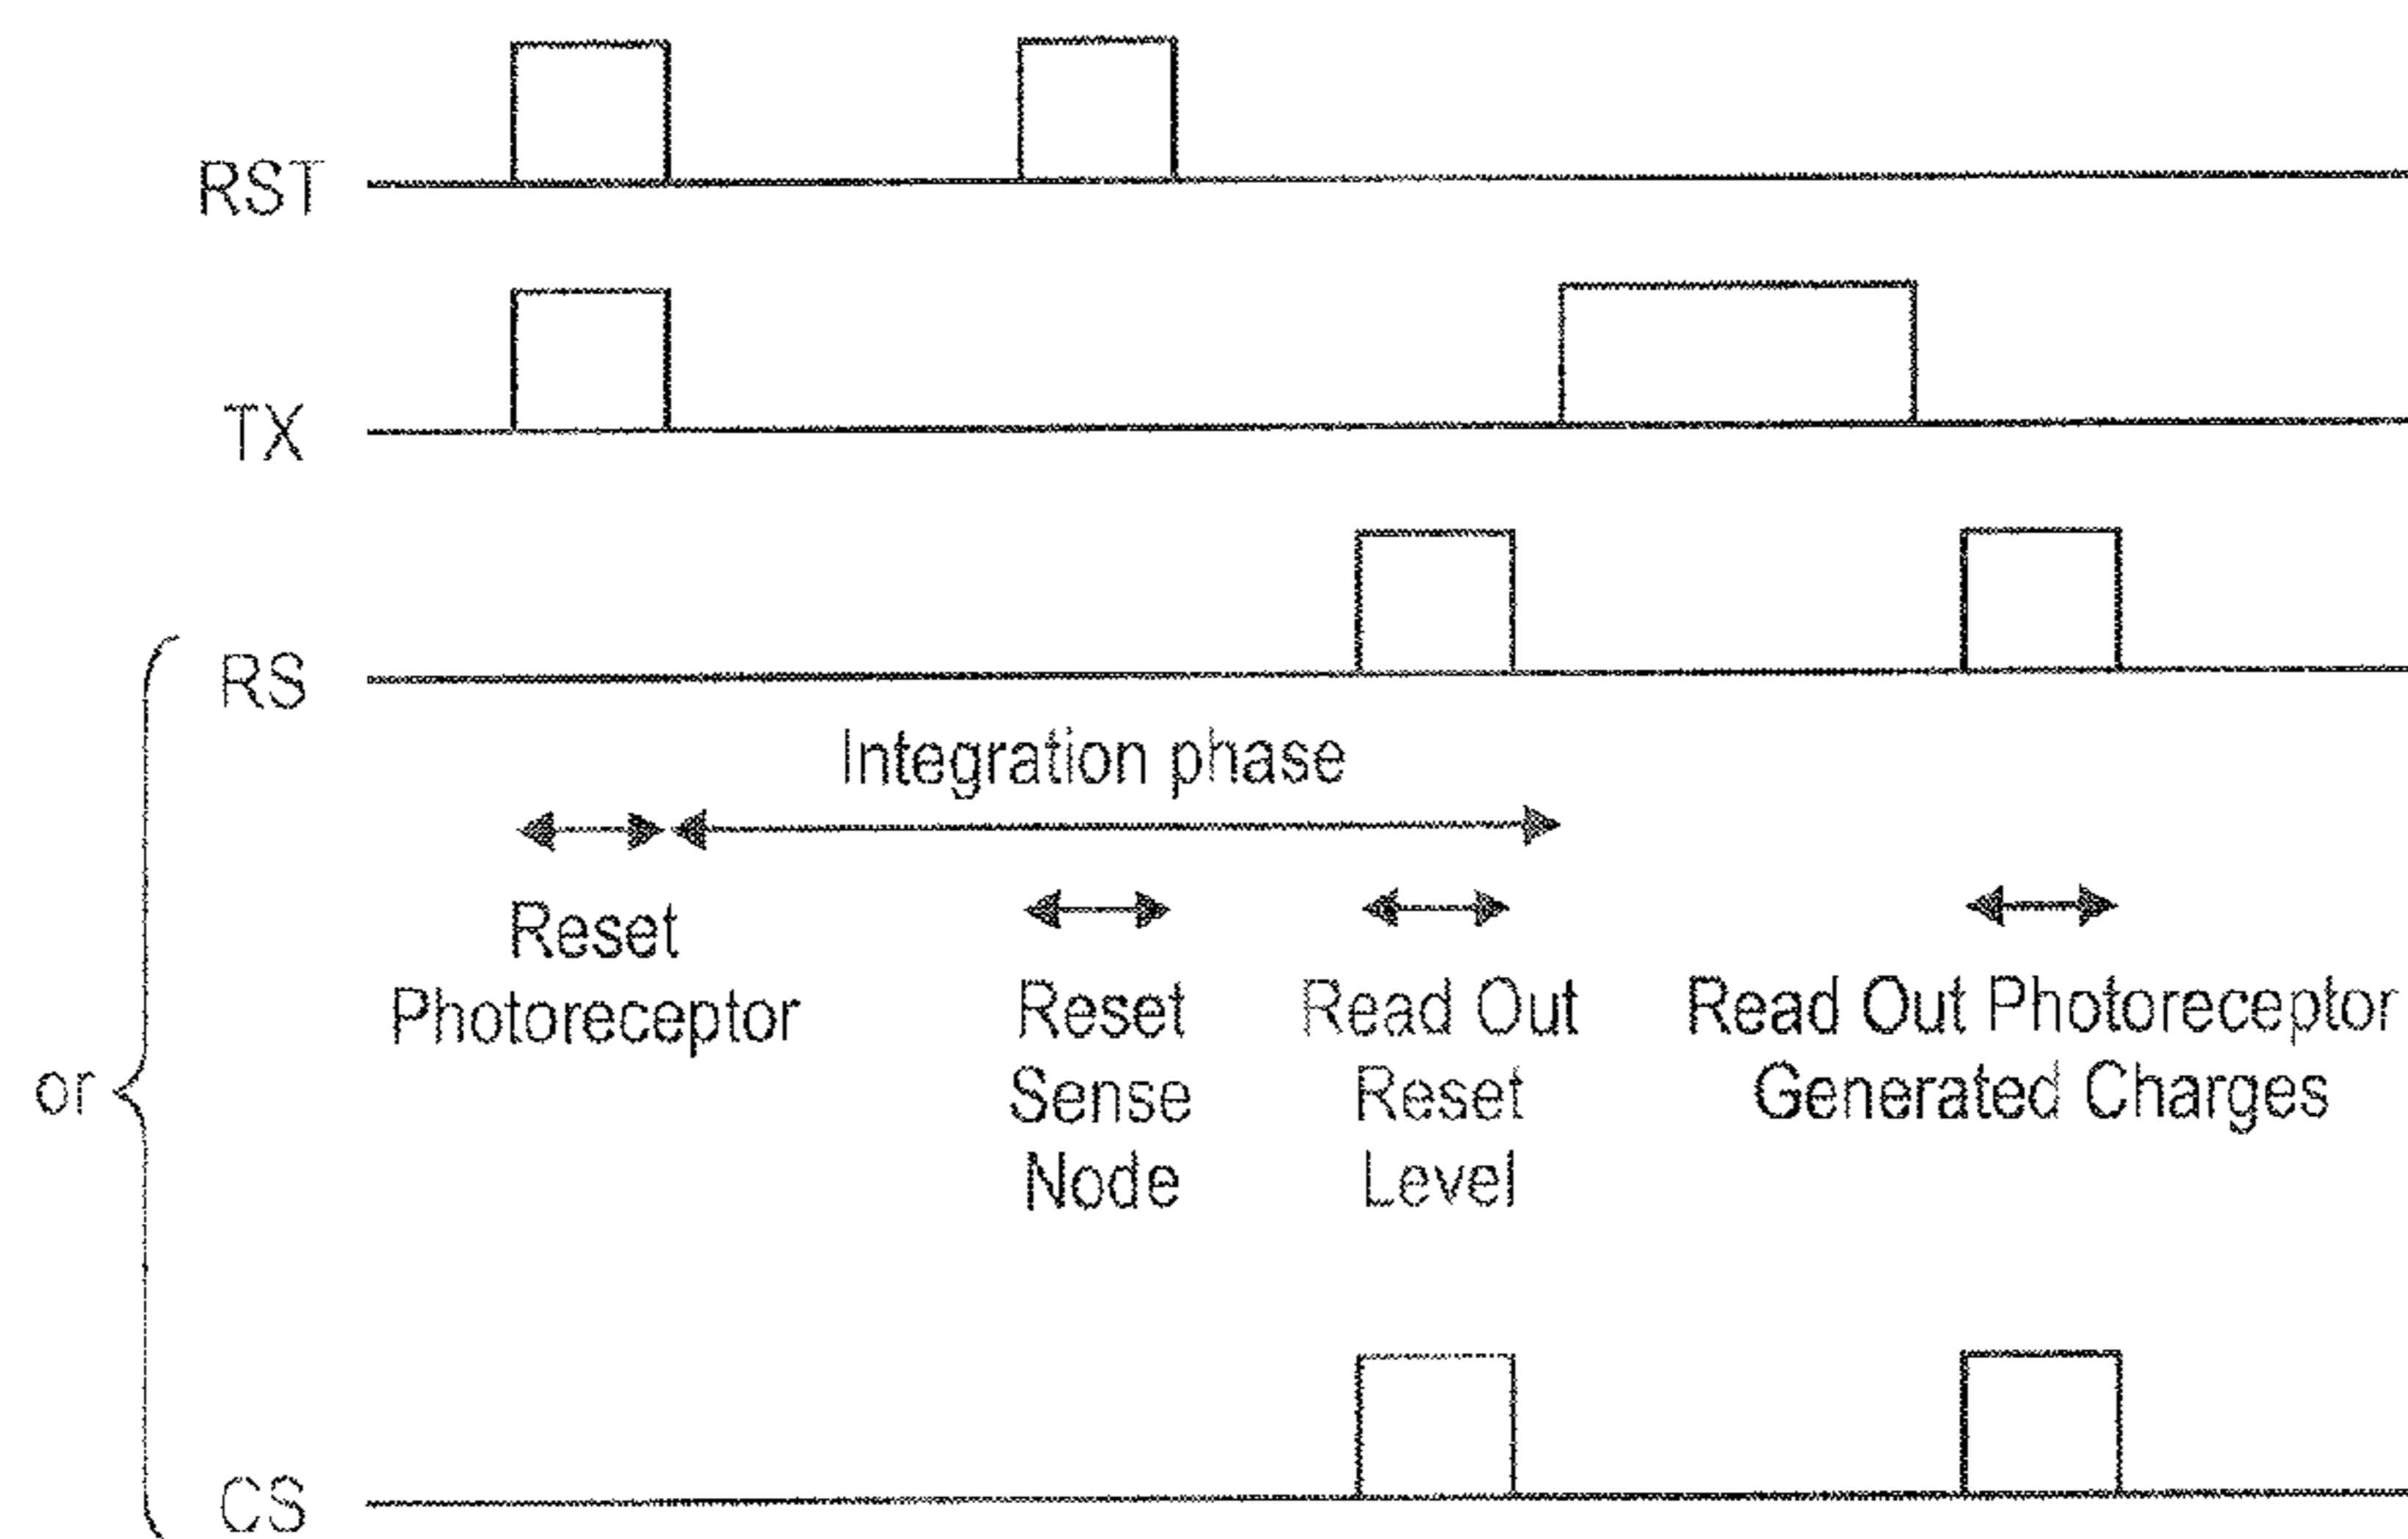 RST
TX
RS
Integration phase
Reset
Photoreceptor
Reset
Sense
Node
Read Out
Reset
Level
Read Out Photoreceptor
Generated Charges
or
CS